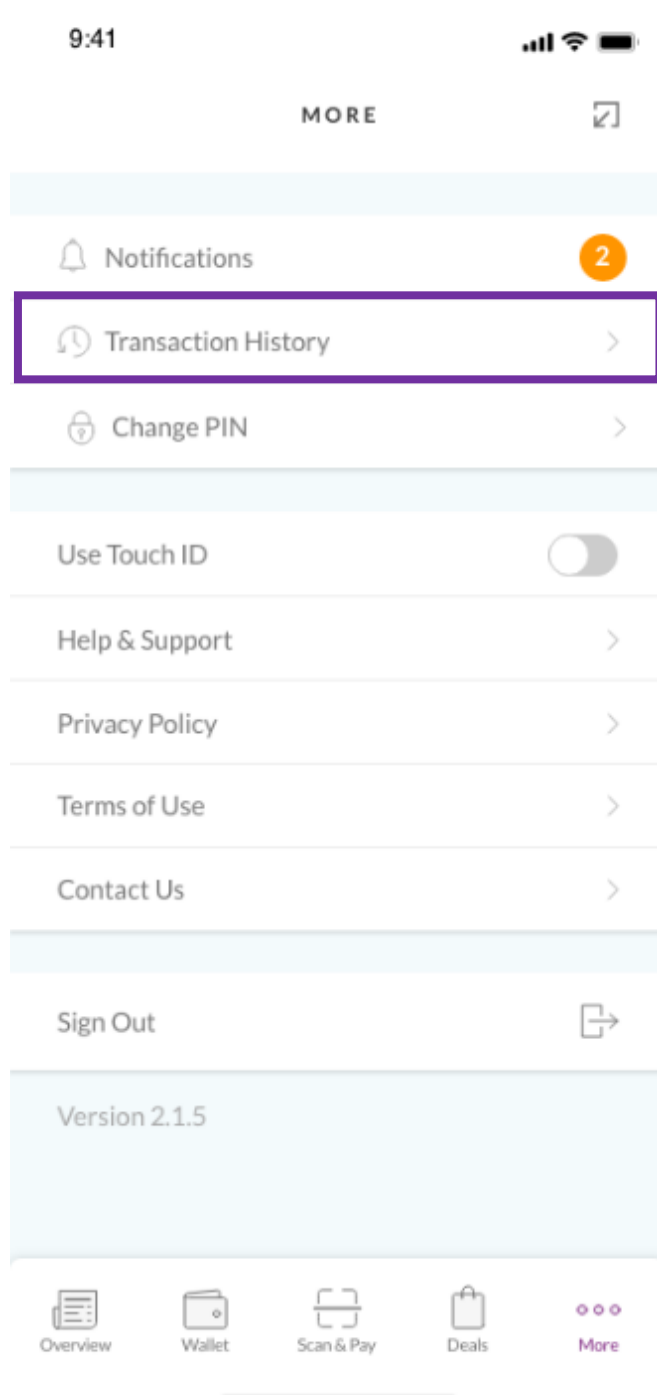 9:41
MORE
Notifications 2
Transaction History
Change PIN
Use Touch ID
Help & Support
Privacy Policy
Terms of Use
Contact Us
Sign Out
Version 2.1.5
Overview Wallet Scan & Pay Deals More